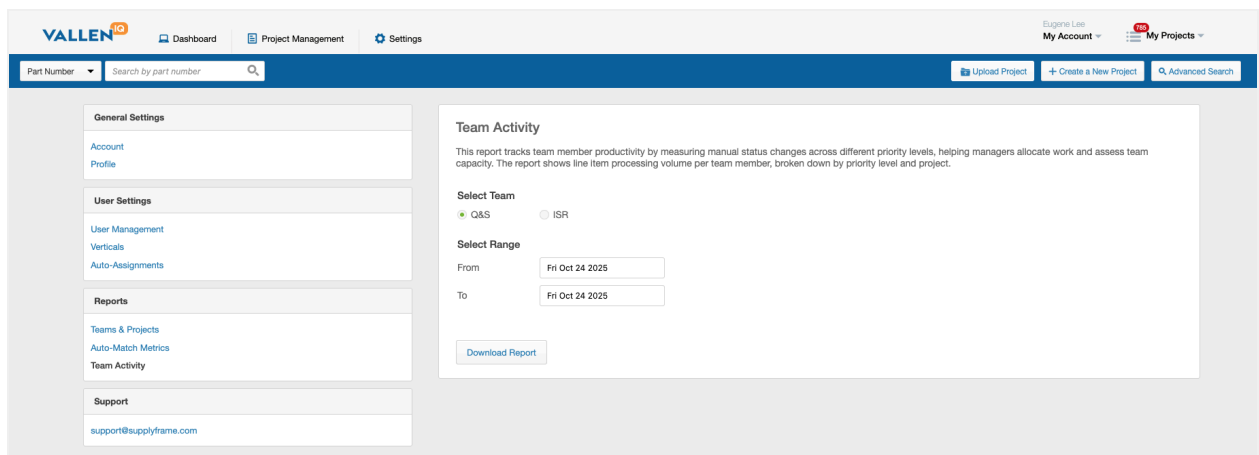 VALLEN IQ
Dashboard
Project Management
Settings
Eugene Lee
My Account
785
My Projects
Part Number
Search by part number
Upload Project
+ Create a New Project
Advanced Search
General Settings
Account
Profile
User Settings
User Management
Verticals
Auto-Assignments
Reports
Teams & Projects
Auto-Match Metrics
Team Activity
Support
support@supplyframe.com
Team Activity
This report tracks team member productivity by measuring manual status changes across different priority levels, helping managers allocate work and assess team
capacity. The report shows line item processing volume per team member, broken down by priority level and project.
Select Team
Q&S
ISR
Select Range
From
Fri Oct 24 2025
To
Fri Oct 24 2025
Download Report